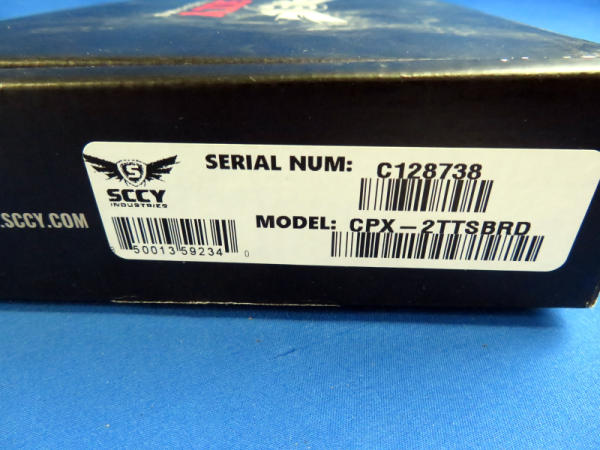 SERIAL NUM: C128738
SCCY
INDUSTRIES
.SCCY.COM
MODEL: CPX-2TTSBRD
50013 59234 0